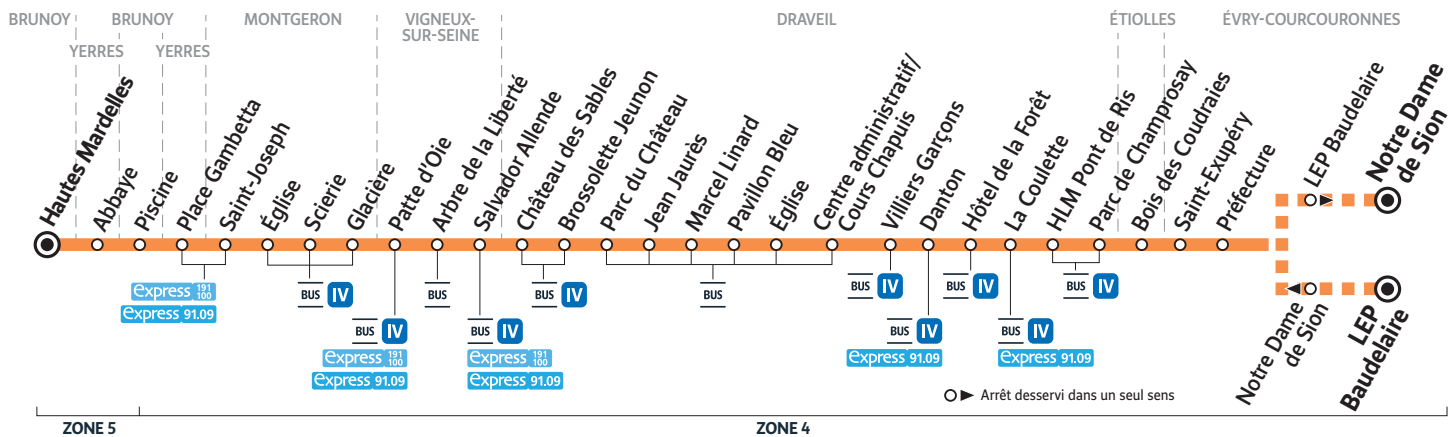 BRUNOY
YERRES
BRUNOY
YERRES
MONTGERON
VIGNEUX-
SUR-SEINE
DRAVEIL
ÉTIOLLES
ÉVRY-COURCOURONNES
Hautes Mardelles
Abbaye
Piscine
Place Gambetta
Saint-Joseph
Église
Scierie
Glacière
Patte d'Oie
Arbre de la Liberté
Salvador Allende
Château des Sables
Brossolette Jeunon
Parc du Château
Jean Jaurès
Marcel Linard
Pavillon Bleu
Église
Centre administratif/
Cours Chapuis
Villiers Garçons
Danton
Hôtel de la Forêt
La Coulette
HLM Pont de Ris
Parc de Champrosay
Bois des Coudraies
Saint-Exupéry
Préfecture
LEP Baudelaire
Notre Dame
de Sion
Notre Dame
de Sion
LEP
Baudelaire
express 191 100
express 91.09
BUS IV
BUS IV
express 191 100
express 91.09
BUS
BUS IV
express 191 100
express 91.09
BUS IV
BUS
BUS IV
BUS IV
express 91.09
BUS IV
BUS IV
express 91.09
BUS IV
Arrêt desservi dans un seul sens
ZONE 5
ZONE 4